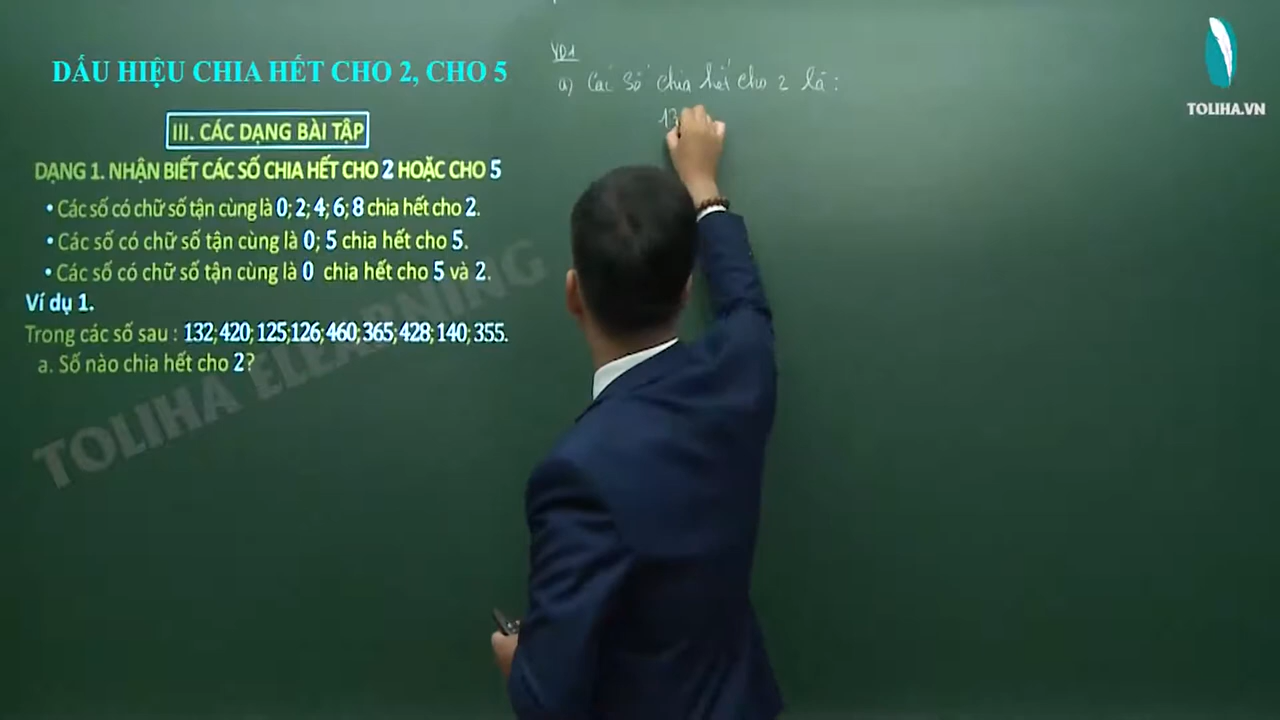 DẤU HIỆU CHIA HẾT CHO 2, CHO 5
III. CÁC DẠNG BÀI TẬP
DẠNG 1. NHẬN BIẾT CÁC SỐ CHIA HẾT CHO 2 HOẶC CHO 5
• Các số có chữ số tận cùng là 0; 2; 4; 6; 8 chia hết cho 2.
• Các số có chữ số tận cùng là 0; 5 chia hết cho 5.
• Các số có chữ số tận cùng là 0 chia hết cho 5 và 2.
Ví dụ 1.
Trong các số sau : 132; 420; 125; 126; 460; 365; 428; 140; 355.
a. Số nào chia hết cho 2?
TOLIHA ELEARNING
VD1
a) Các số chia hết cho 2 là :
13
TOLIHA.VN